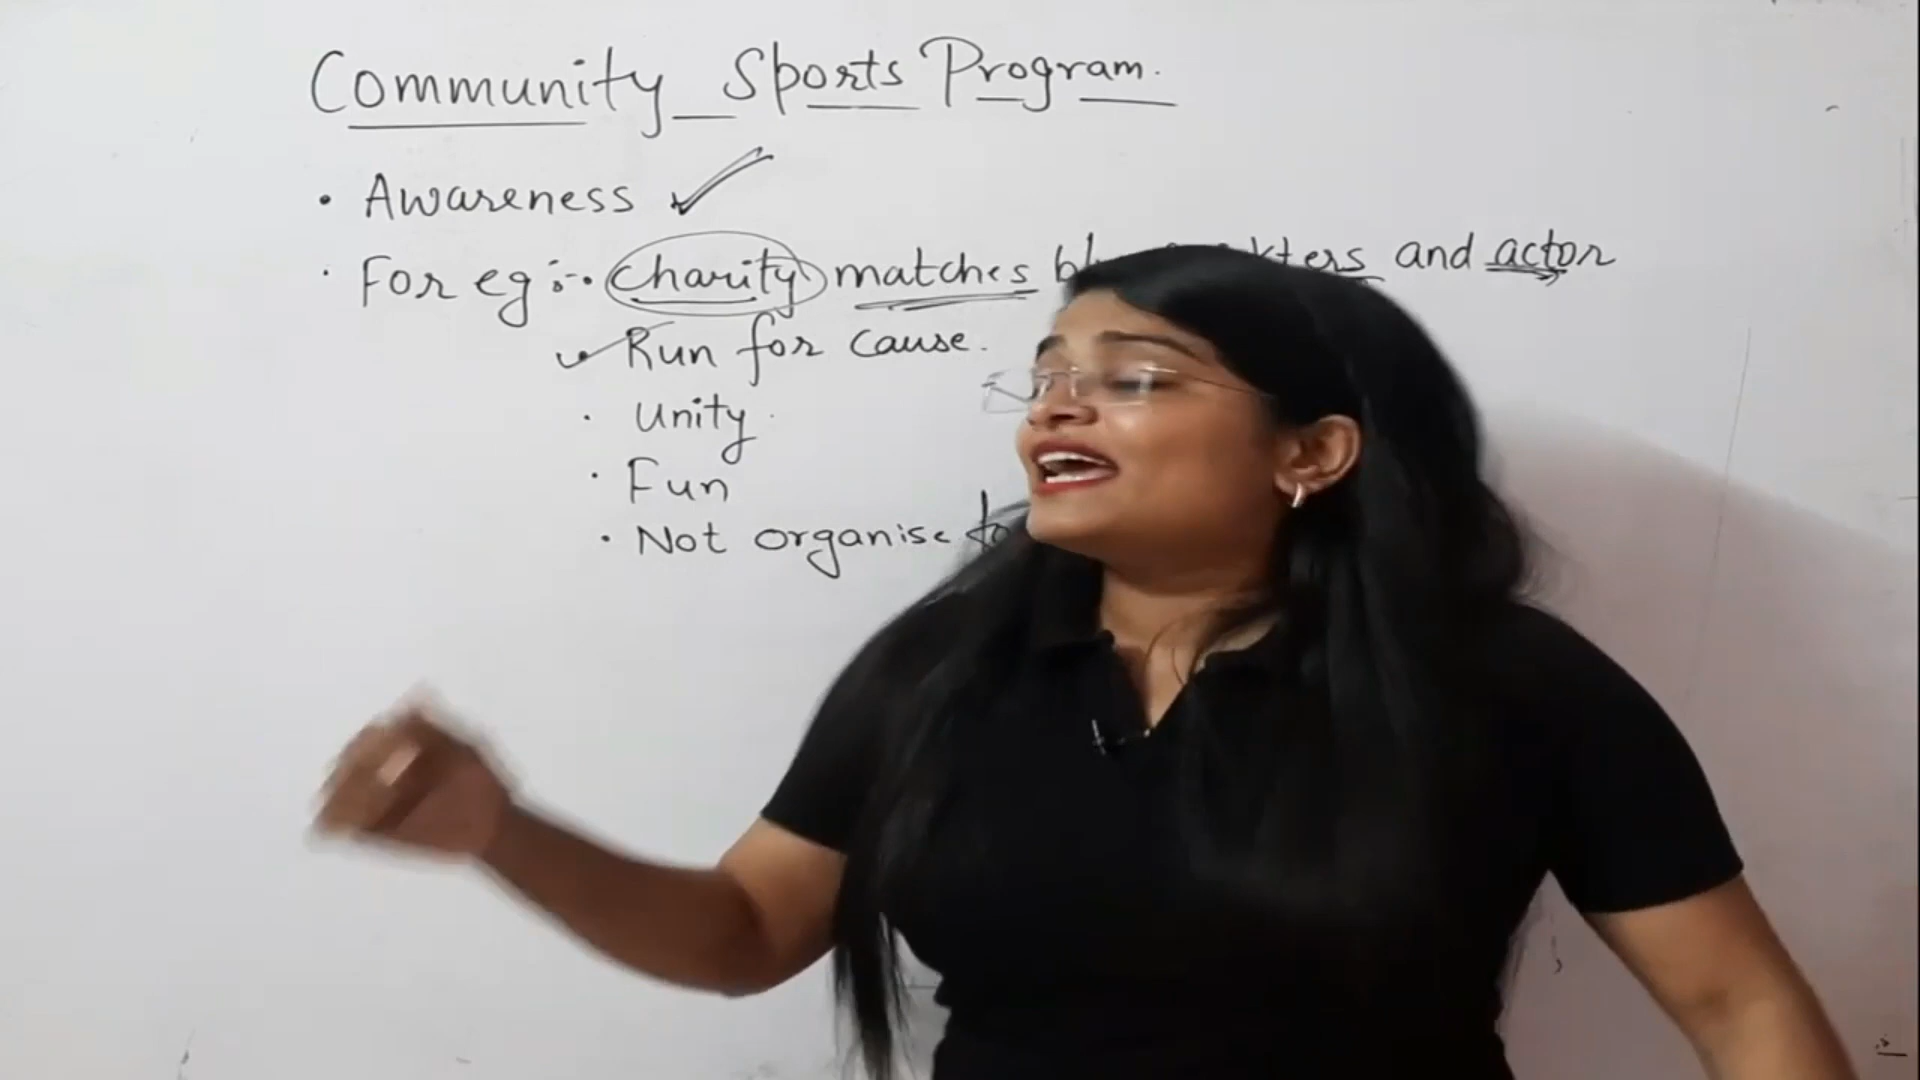 Community Sports Program.
• Awareness ✓
• For eg :-. Charity matches and actor
Run for cause.
• Unity
• Fun
• Not organise